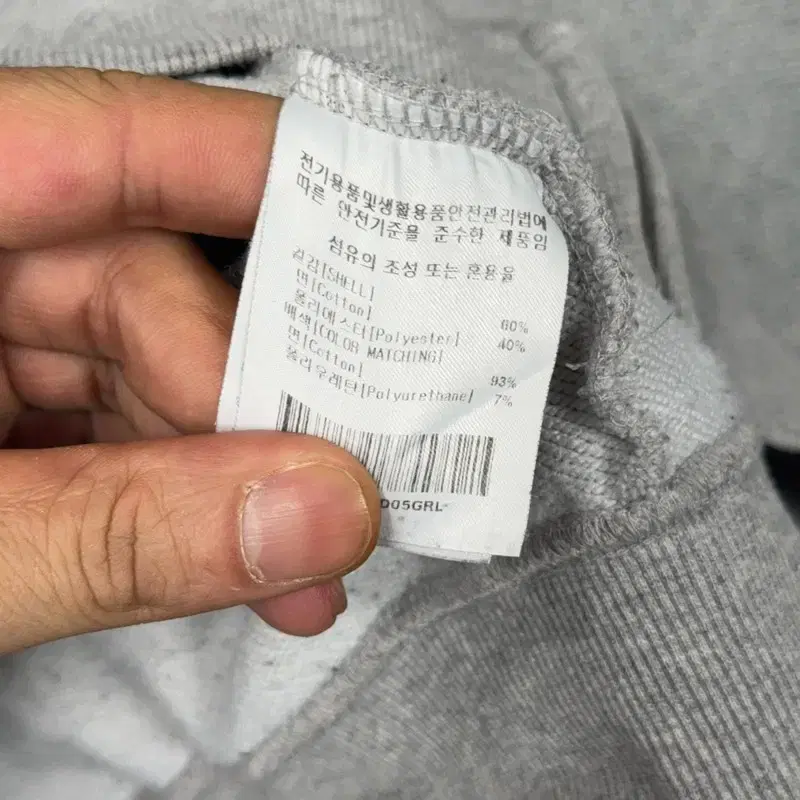 전기용품및생활용품안전관리법에
따른 안전기준을 준수한 제품임
섬유의 조성 또는 혼용율
겉감[SHELL]
면[Cotton] 60%
폴리에스터[Polyester] 40%
배색[COLOR MATCHING]
면[Cotton] 93%
폴리우레탄[Polyurethane] 7%
D05GRL